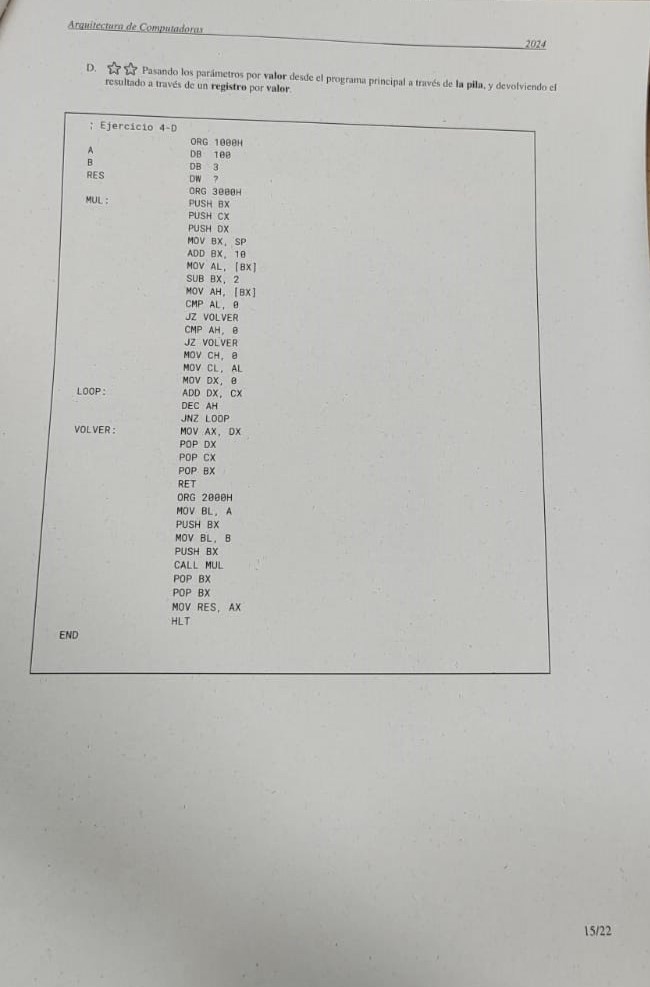 Arquitectura de Computadoras
2024
D. ☆☆ Pasando los parámetros por valor desde el programa principal a través de la pila, y devolviendo el
resultado a través de un registro por valor.
; Ejercicio 4-D
ORG 1000H
A DB 100
B DB 3
RES DW ?
ORG 3000H
MUL: PUSH BX
PUSH CX
PUSH DX
MOV BX, SP
ADD BX, 10
MOV AL, [BX]
SUB BX, 2
MOV AH, [BX]
CMP AL, 0
JZ VOLVER
CMP AH, 0
JZ VOLVER
MOV CH, 0
MOV CL, AL
MOV DX, 0
LOOP: ADD DX, CX
DEC AH
JNZ LOOP
VOLVER: MOV AX, DX
POP DX
POP CX
POP BX
RET
ORG 2000H
MOV BL, A
PUSH BX
MOV BL, B
PUSH BX
CALL MUL
POP BX
POP BX
MOV RES, AX
HLT
END
15/22